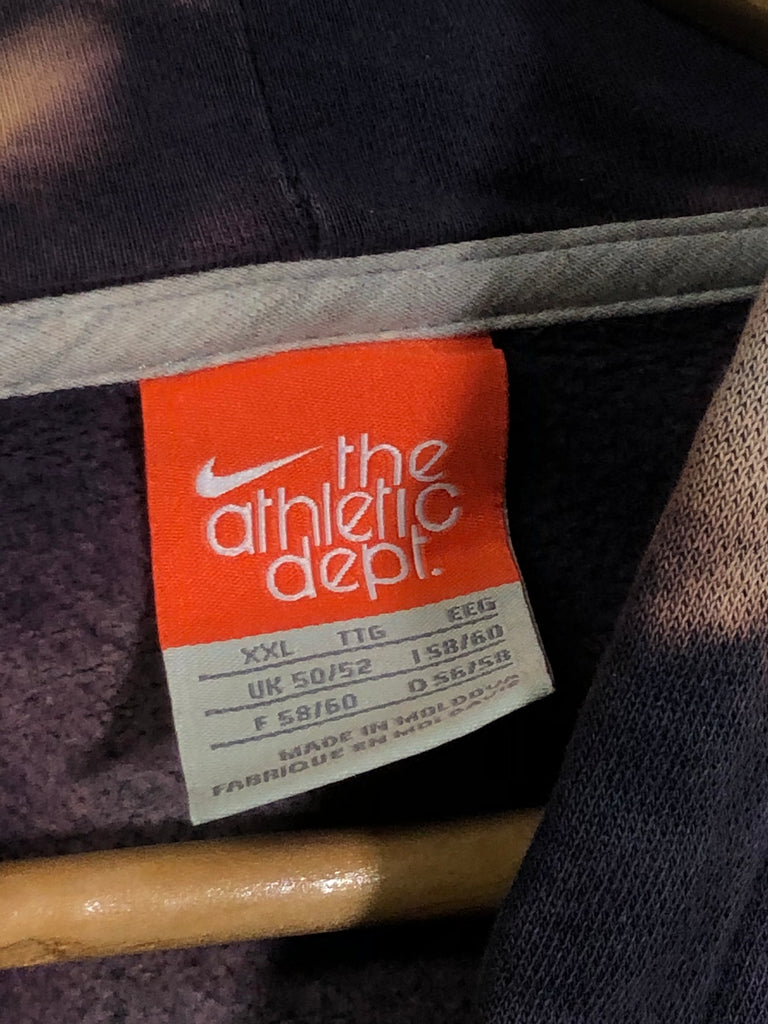 the
athletic
dept.
XXL TTG EEG
UK 50/52 I 58/60
F 58/60 D 56/58
MADE IN MOLDOVA
FABRIQUE EN MOLDAVIE